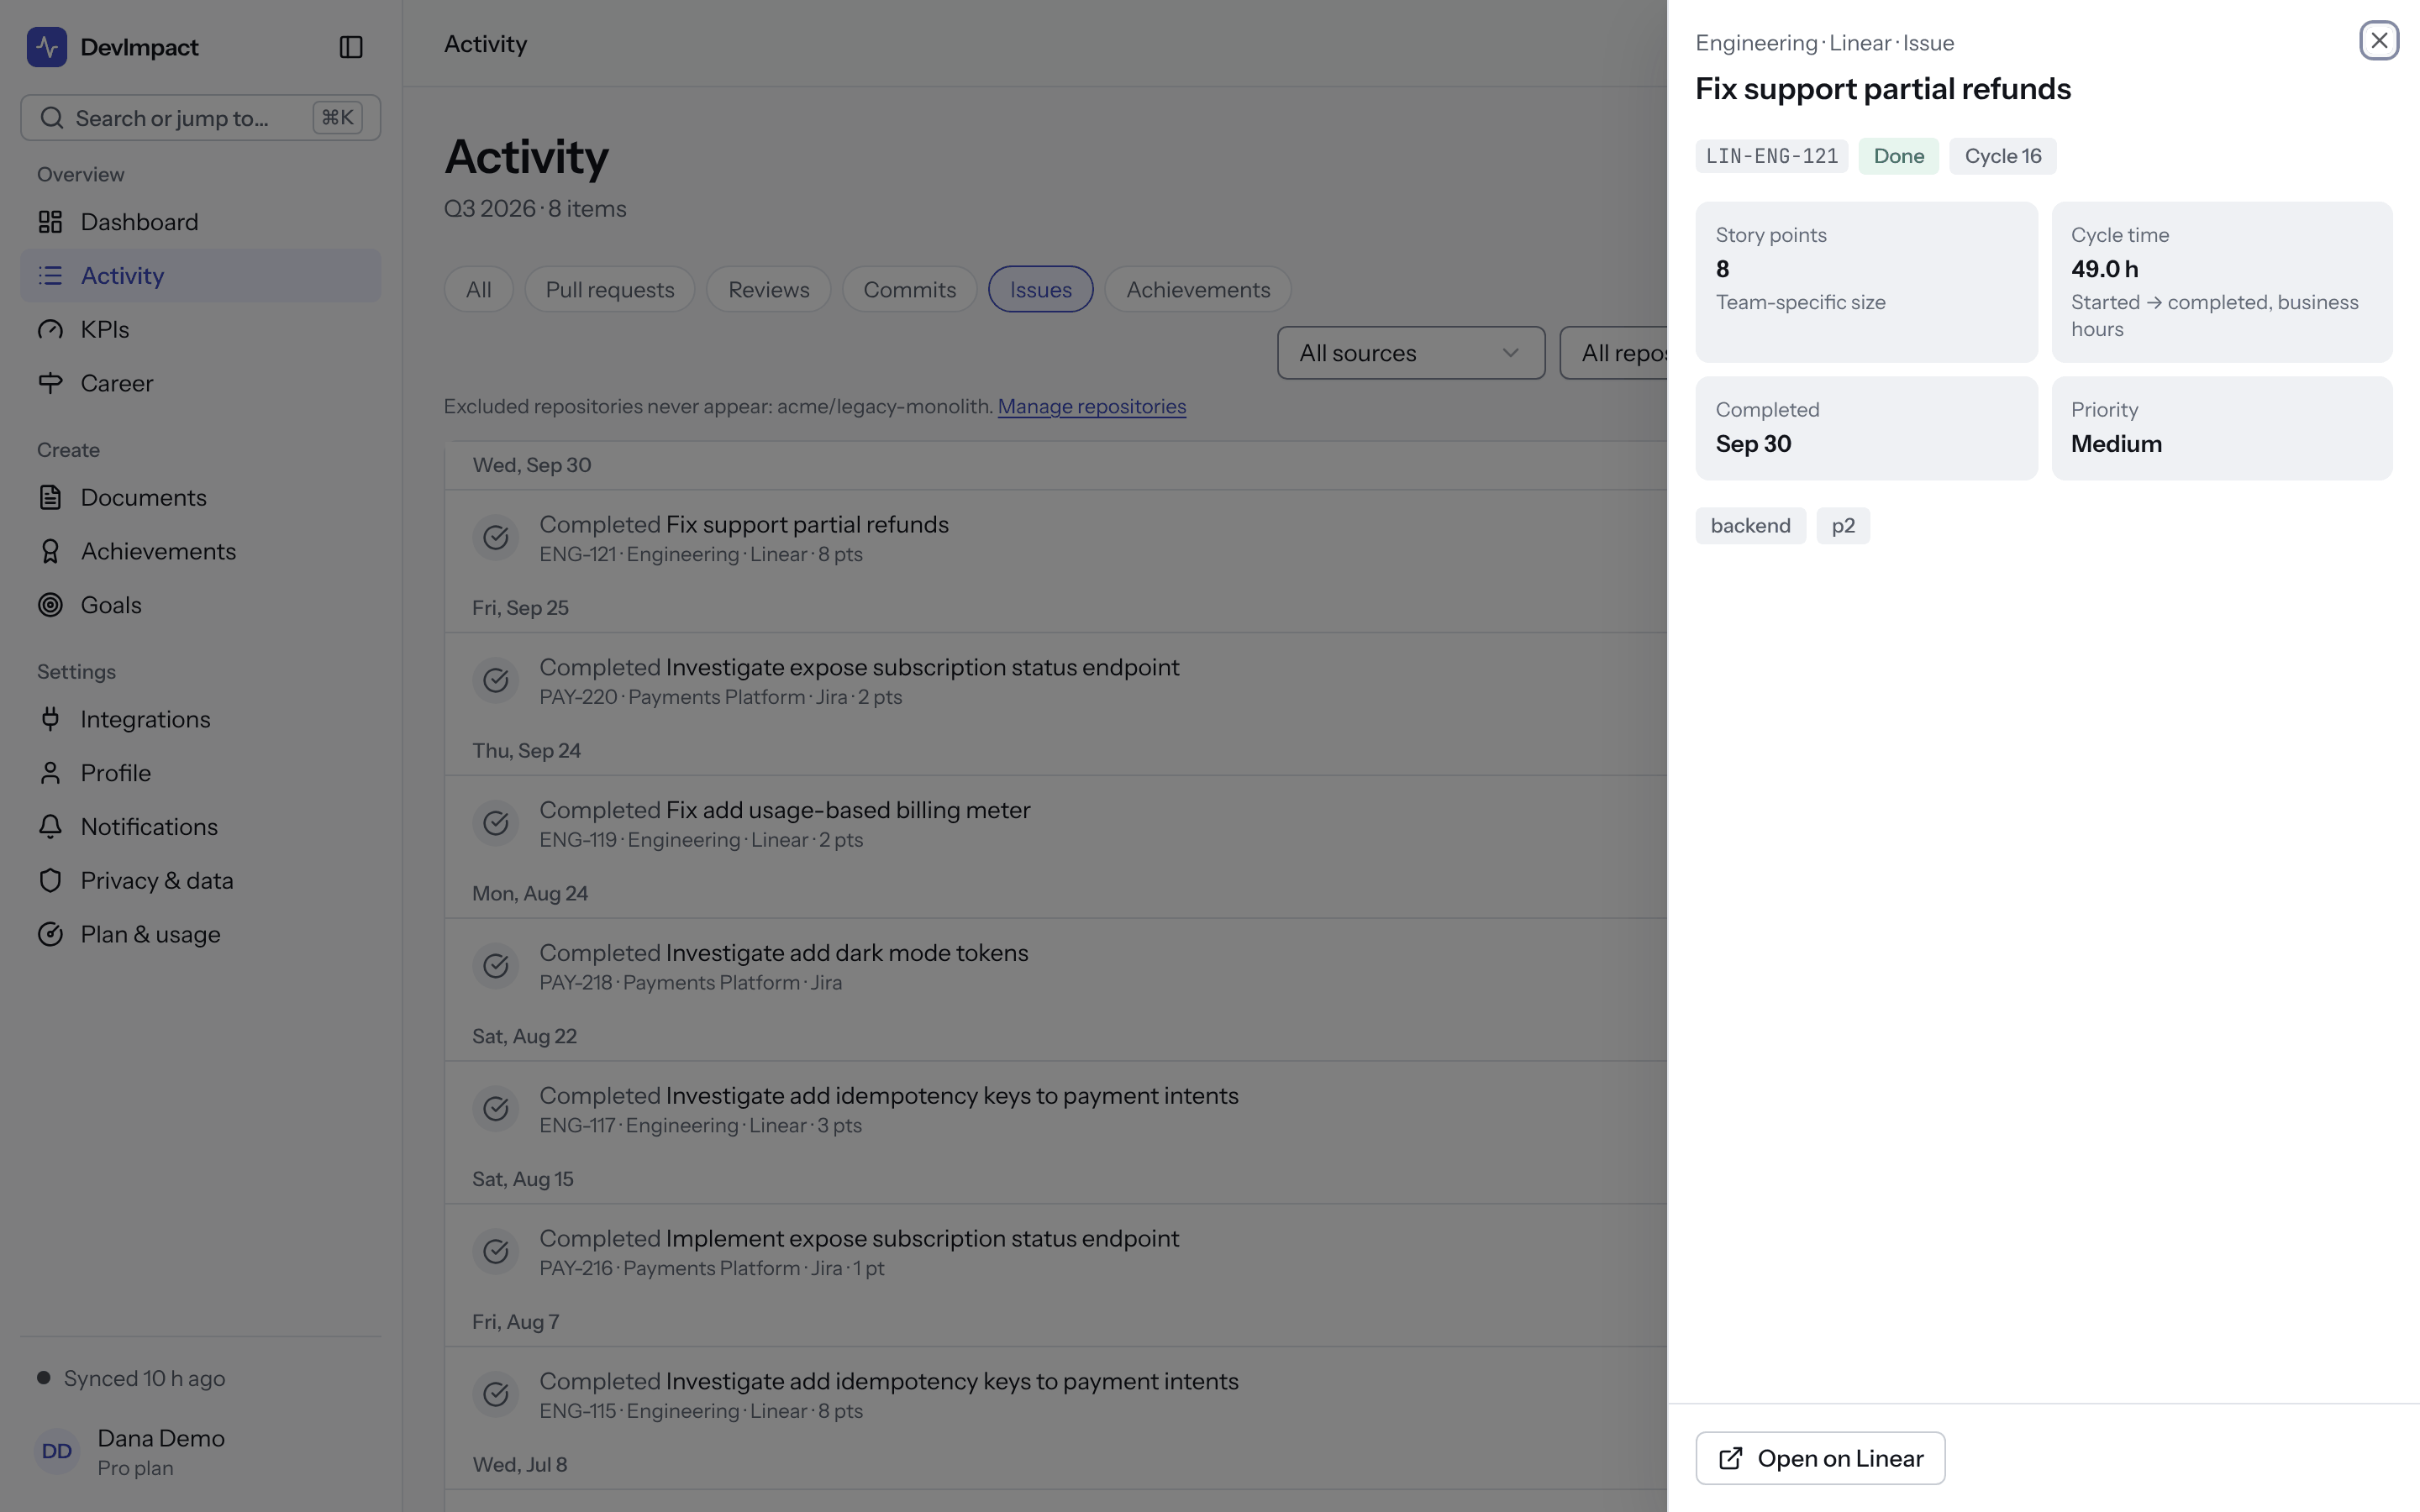 DevImpact
Search or jump to... ⌘K
Overview
Dashboard
Activity
KPIs
Career
Create
Documents
Achievements
Goals
Settings
Integrations
Profile
Notifications
Privacy & data
Plan & usage
Synced 10 h ago
DD
Dana Demo
Pro plan
Activity
Activity
Q3 2026 · 8 items
All
Pull requests
Reviews
Commits
Issues
Achievements
All sources
All repos
Excluded repositories never appear: acme/legacy-monolith. Manage repositories
Wed, Sep 30
Completed Fix support partial refunds
ENG-121 · Engineering · Linear · 8 pts
Fri, Sep 25
Completed Investigate expose subscription status endpoint
PAY-220 · Payments Platform · Jira · 2 pts
Thu, Sep 24
Completed Fix add usage-based billing meter
ENG-119 · Engineering · Linear · 2 pts
Mon, Aug 24
Completed Investigate add dark mode tokens
PAY-218 · Payments Platform · Jira
Sat, Aug 22
Completed Investigate add idempotency keys to payment intents
ENG-117 · Engineering · Linear · 3 pts
Sat, Aug 15
Completed Implement expose subscription status endpoint
PAY-216 · Payments Platform · Jira · 1 pt
Fri, Aug 7
Completed Investigate add idempotency keys to payment intents
ENG-115 · Engineering · Linear · 8 pts
Wed, Jul 8
Engineering · Linear · Issue
Fix support partial refunds
LIN-ENG-121
Done
Cycle 16
Story points
8
Team-specific size
Cycle time
49.0 h
Started → completed, business
hours
Completed
Sep 30
Priority
Medium
backend
p2
Open on Linear